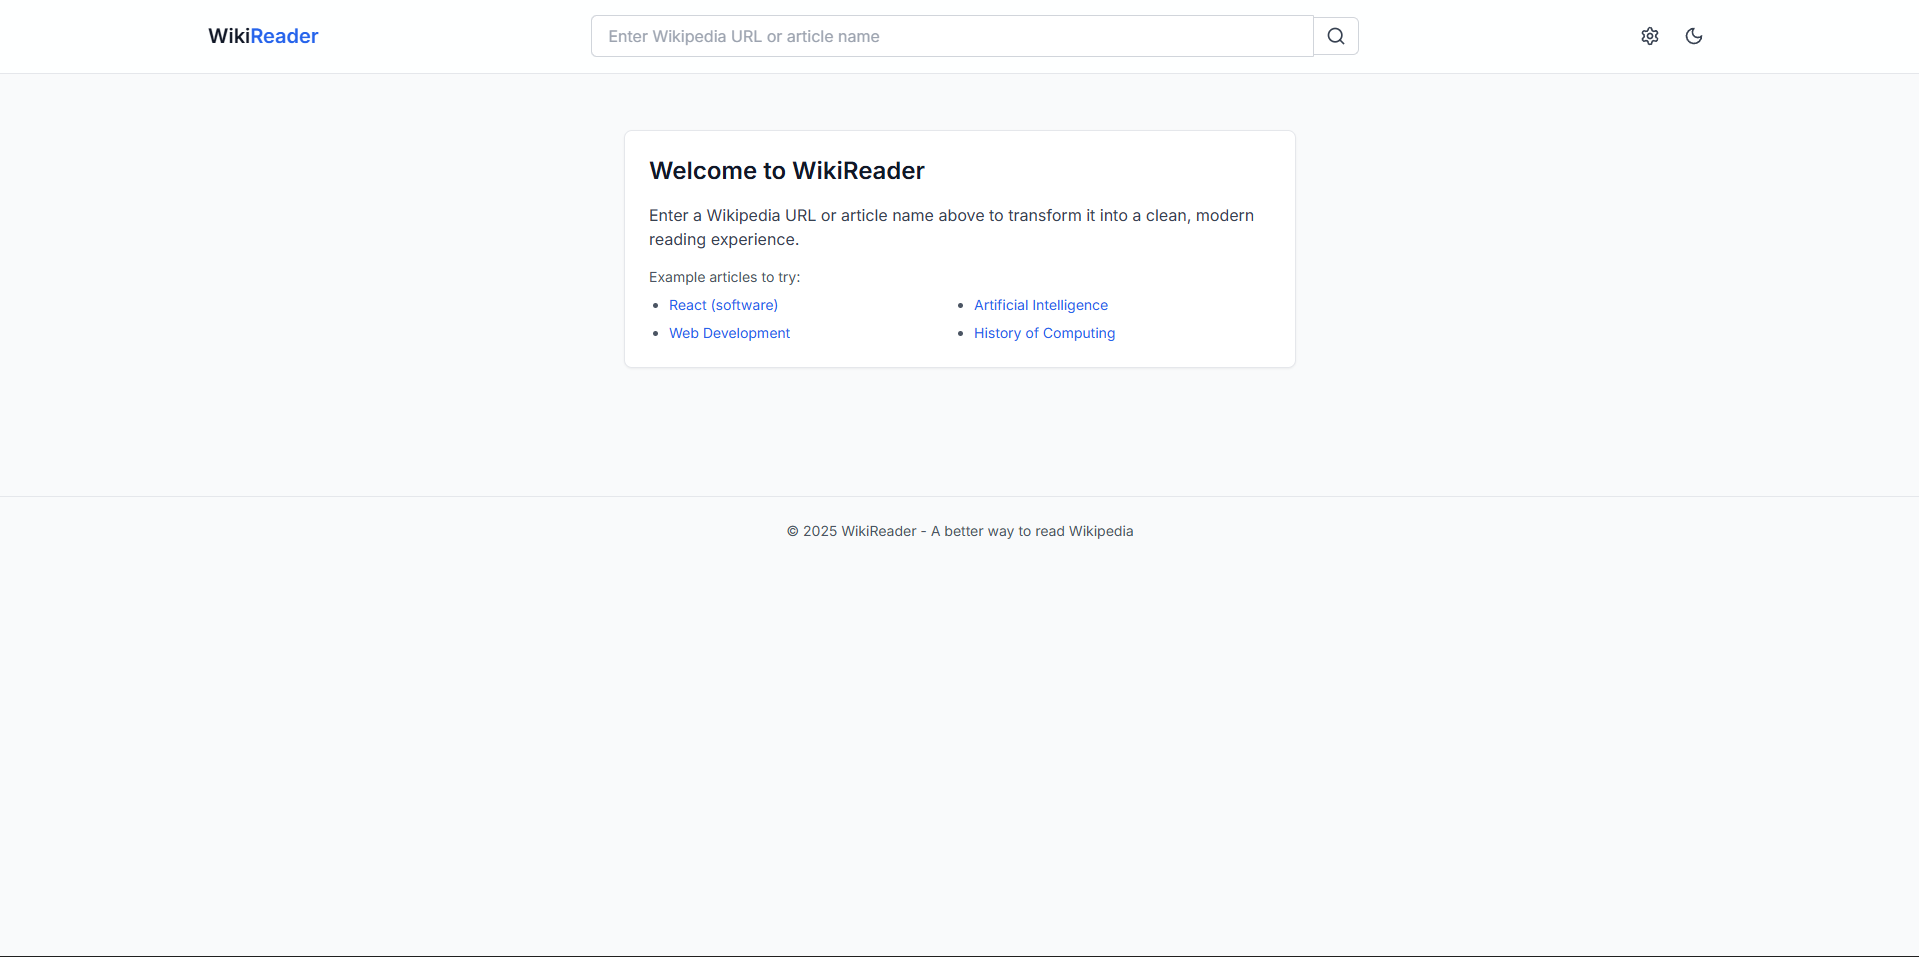 WikiReader
Enter Wikipedia URL or article name
Welcome to WikiReader
Enter a Wikipedia URL or article name above to transform it into a clean, modern
reading experience.
Example articles to try:
React (software)
Artificial Intelligence
Web Development
History of Computing
© 2025 WikiReader - A better way to read Wikipedia